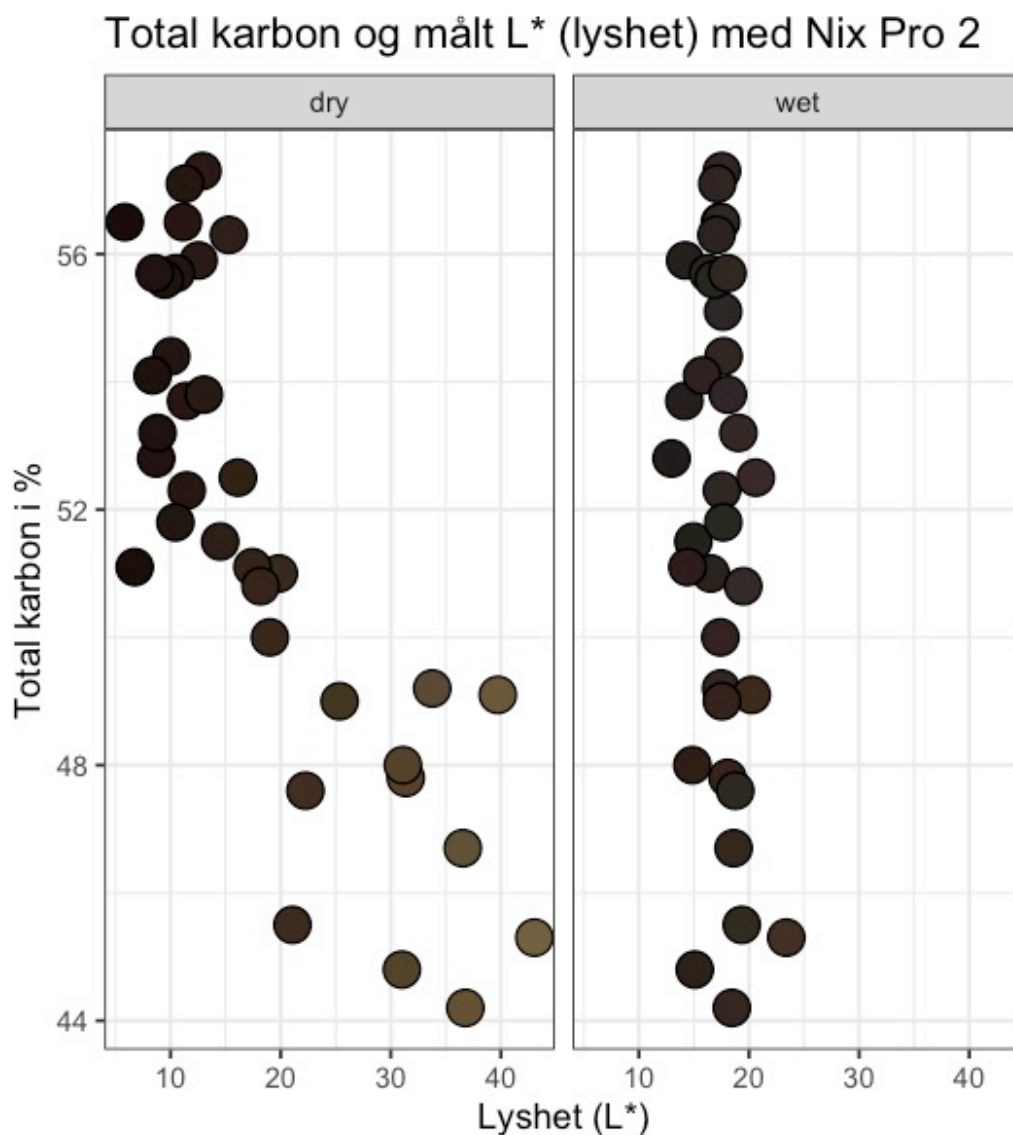 Total karbon og målt L* (lyshet) med Nix Pro 2
dry
wet
Total karbon i %
56
52
48
44
10 20 30 40
10 20 30 40
Lyshet (L*)